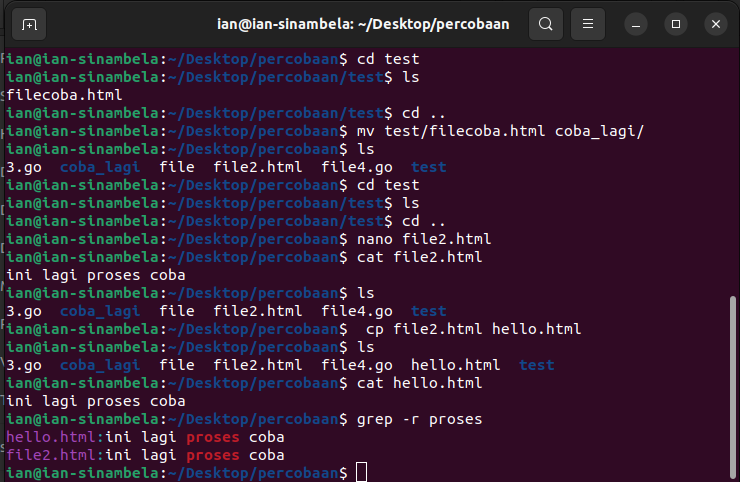 ian@ian-sinambela: ~/Desktop/percobaan
ian@ian-sinambela:~/Desktop/percobaan$ cd test
ian@ian-sinambela:~/Desktop/percobaan/test$ ls
filecoba.html
ian@ian-sinambela:~/Desktop/percobaan/test$ cd ..
ian@ian-sinambela:~/Desktop/percobaan$ mv test/filecoba.html coba_lagi/
ian@ian-sinambela:~/Desktop/percobaan$ ls
3.go  coba_lagi  file  file2.html  file4.go  test
ian@ian-sinambela:~/Desktop/percobaan$ cd test
ian@ian-sinambela:~/Desktop/percobaan/test$ ls
ian@ian-sinambela:~/Desktop/percobaan/test$ cd ..
ian@ian-sinambela:~/Desktop/percobaan$ nano file2.html
ian@ian-sinambela:~/Desktop/percobaan$ cat file2.html
ini lagi proses coba
ian@ian-sinambela:~/Desktop/percobaan$ ls
3.go  coba_lagi  file  file2.html  file4.go  test
ian@ian-sinambela:~/Desktop/percobaan$  cp file2.html hello.html
ian@ian-sinambela:~/Desktop/percobaan$ ls
3.go  coba_lagi  file  file2.html  file4.go  hello.html  test
ian@ian-sinambela:~/Desktop/percobaan$ cat hello.html
ini lagi proses coba
ian@ian-sinambela:~/Desktop/percobaan$ grep -r proses
hello.html:ini lagi proses coba
file2.html:ini lagi proses coba
ian@ian-sinambela:~/Desktop/percobaan$